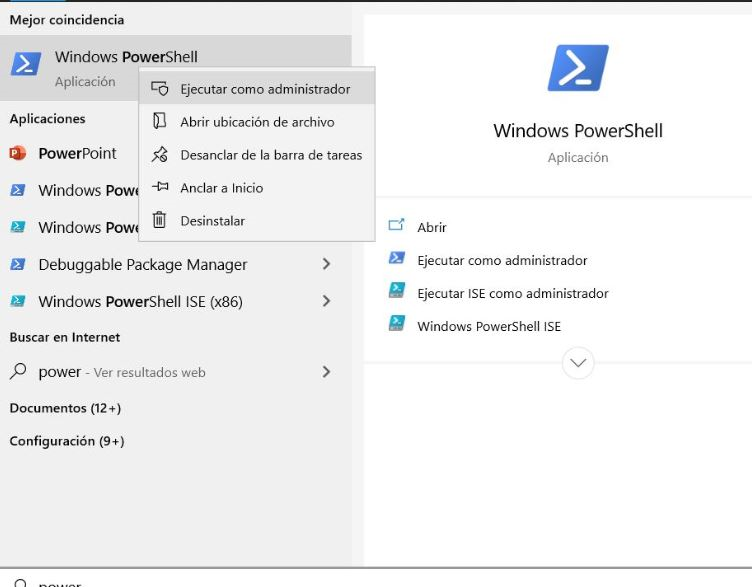 Mejor coincidencia
Windows PowerShell
Aplicación
Ejecutar como administrador
Abrir ubicación de archivo
Desanclar de la barra de tareas
Anclar a Inicio
Desinstalar
Aplicaciones
PowerPoint
Windows Powe
Windows Powe
Debuggable Package Manager
Windows PowerShell ISE (x86)
Buscar en Internet
power - Ver resultados web
Documentos (12+)
Configuración (9+)
Windows PowerShell
Aplicación
Abrir
Ejecutar como administrador
Ejecutar ISE como administrador
Windows PowerShell ISE
power